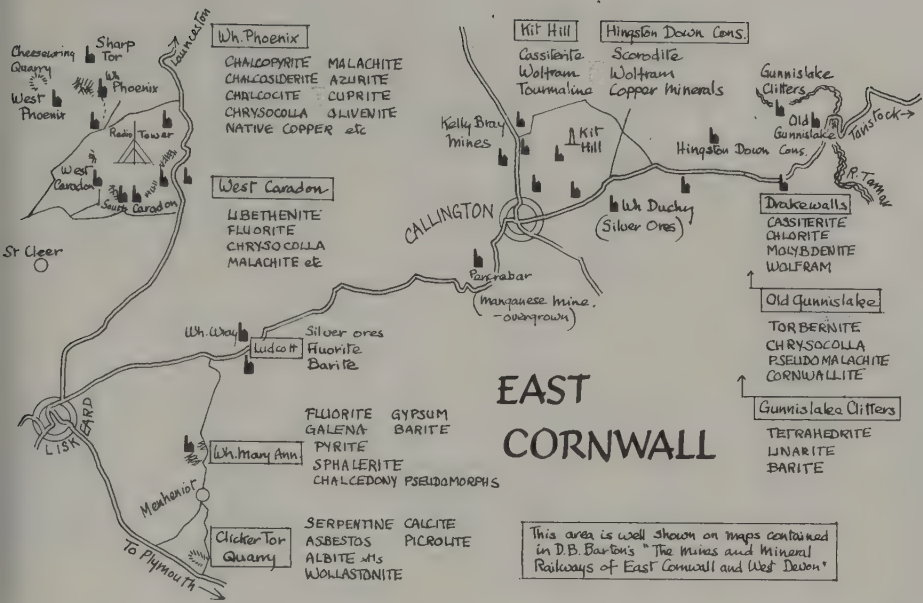 Cheesewring
Quarry
Sharp
Tor
Wh
Phoenix
West
Phoenix
Launceston
Radio Tower
West
Caradon
South Caradon
St Cleer
Wh. Phoenix
CHALCOPYRITE MALACHITE
CHALCOSIDERITE AZURITE
CHALCOCITE CUPRITE
CHRYSOCOLLA OLIVENITE
NATIVE COPPER etc
West Caradon
LIBETHENITE
FLUORITE
CHRYSOCOLLA
MALACHITE etc
Kit Hill
Cassiterite
Wolfram
Tourmaline
Hingston Down Cons.
Scorodite
Wolfram
Copper Minerals
Kelly Bray
Mines
Kit
Hill
Gunnislake
Clitters
Old
Gunnislake
Tavistock→
Hingston Down
Cons.
R. Tamar
CALLINGTON
Wh Duchy
(Silver Ores)
Pencrebar
(manganese mine.
-overgrown)
Drakewalls
CASSITERITE
CHLORITE
MOLYBDENITE
WOLFRAM
Old Gunnislake
TORBERNITE
CHRYSOCOLLA
PSEUDOMALACHITE
CORNWALLITE
Gunnislake Clitters
TETRAHEDRITE
LINARITE
BARITE
Wh. Wrey
Ludcott
Silver ores
Fluorite
Barite
LISKEARD
EAST
CORNWALL
Wh. Mary Ann
FLUORITE GYPSUM
GALENA BARITE
PYRITE
SPHALERITE
CHALCEDONY PSEUDOMORPHS
Menheniot
Clicker Tor
Quarry
SERPENTINE CALCITE
ASBESTOS PICROLITE
ALBITE xtls
WOLLASTONITE
To Plymouth →
This area is well shown on maps contained
in D.B. Barton's "The Mines and Mineral
Railways of East Cornwall and West Devon"